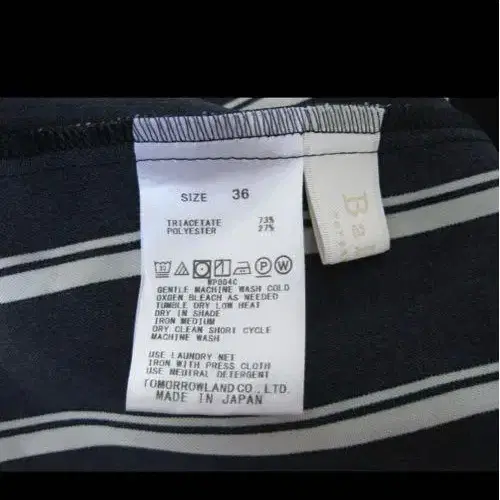 SIZE 36
TRIACETATE 73%
POLYESTER 27%
30 P W
WP004C
GENTLE MACHINE WASH COLD
OXGEN BLEACH AS NEEDED
TUMBLE DRY LOW HEAT
DRY IN SHADE
IRON MEDIUM
DRY CLEAN SHORT CYCLE
MACHINE WASH
USE LAUNDRY NET
IRON WITH PRESS CLOTH
USE NEUTRAL DETERGENT
TOMORROWLAND CO., LTD.
MADE IN JAPAN